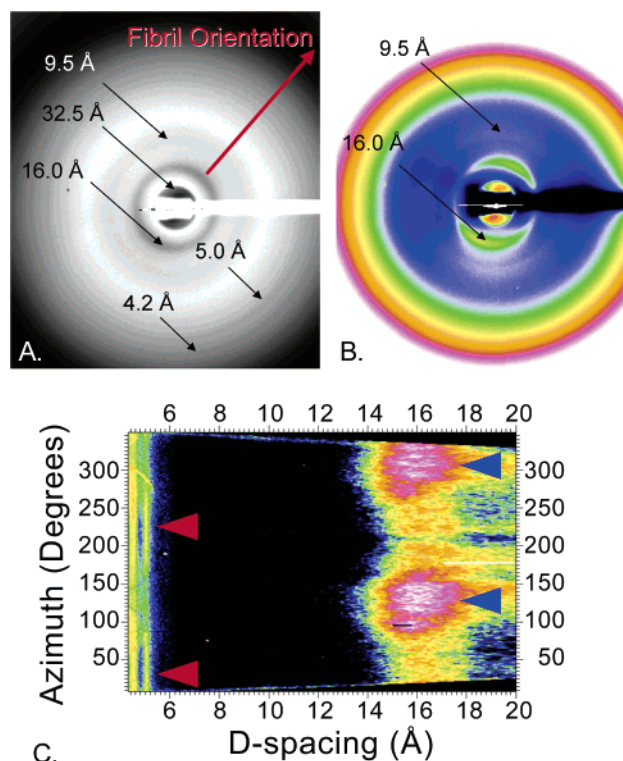 Fibril Orientation
9.5 Å
32.5 Å
16.0 Å
5.0 Å
4.2 Å
A.
9.5 Å
16.0 Å
B.
6 8 10 12 14 16 18 20
Azimuth (Degrees)
300
250
200
150
100
50
300
250
200
150
100
50
6 8 10 12 14 16 18 20
D-spacing (Å)
C.